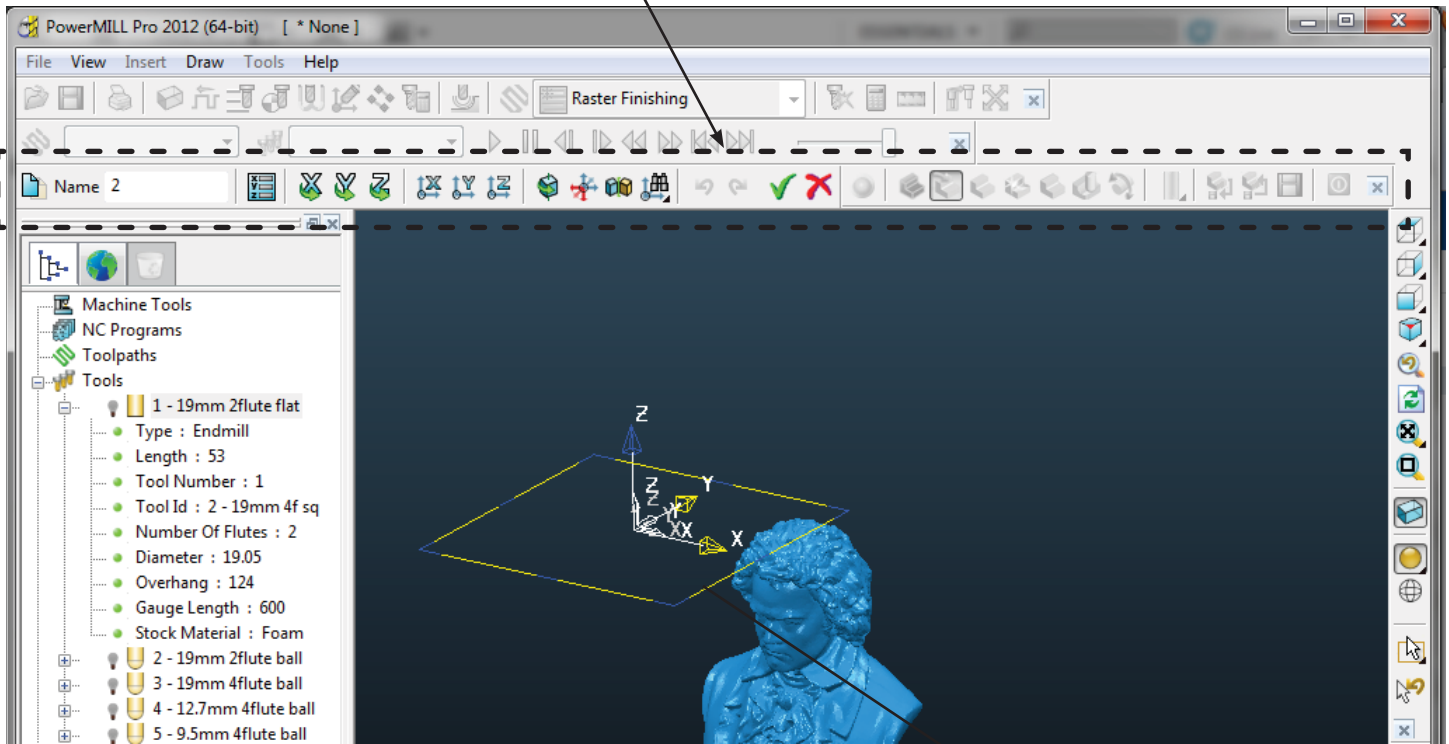 PowerMILL Pro 2012 (64-bit) [ * None ]
File View Insert Draw Tools Help
Raster Finishing
Name 2
Machine Tools
NC Programs
Toolpaths
Tools
1 - 19mm 2flute flat
Type : Endmill
Length : 53
Tool Number : 1
Tool Id : 2 - 19mm 4f sq
Number Of Flutes : 2
Diameter : 19.05
Overhang : 124
Gauge Length : 600
Stock Material : Foam
2 - 19mm 2flute ball
3 - 19mm 4flute ball
4 - 12.7mm 4flute ball
5 - 9.5mm 4flute ball
Z
Z
Z
Y
Y
X
X
X